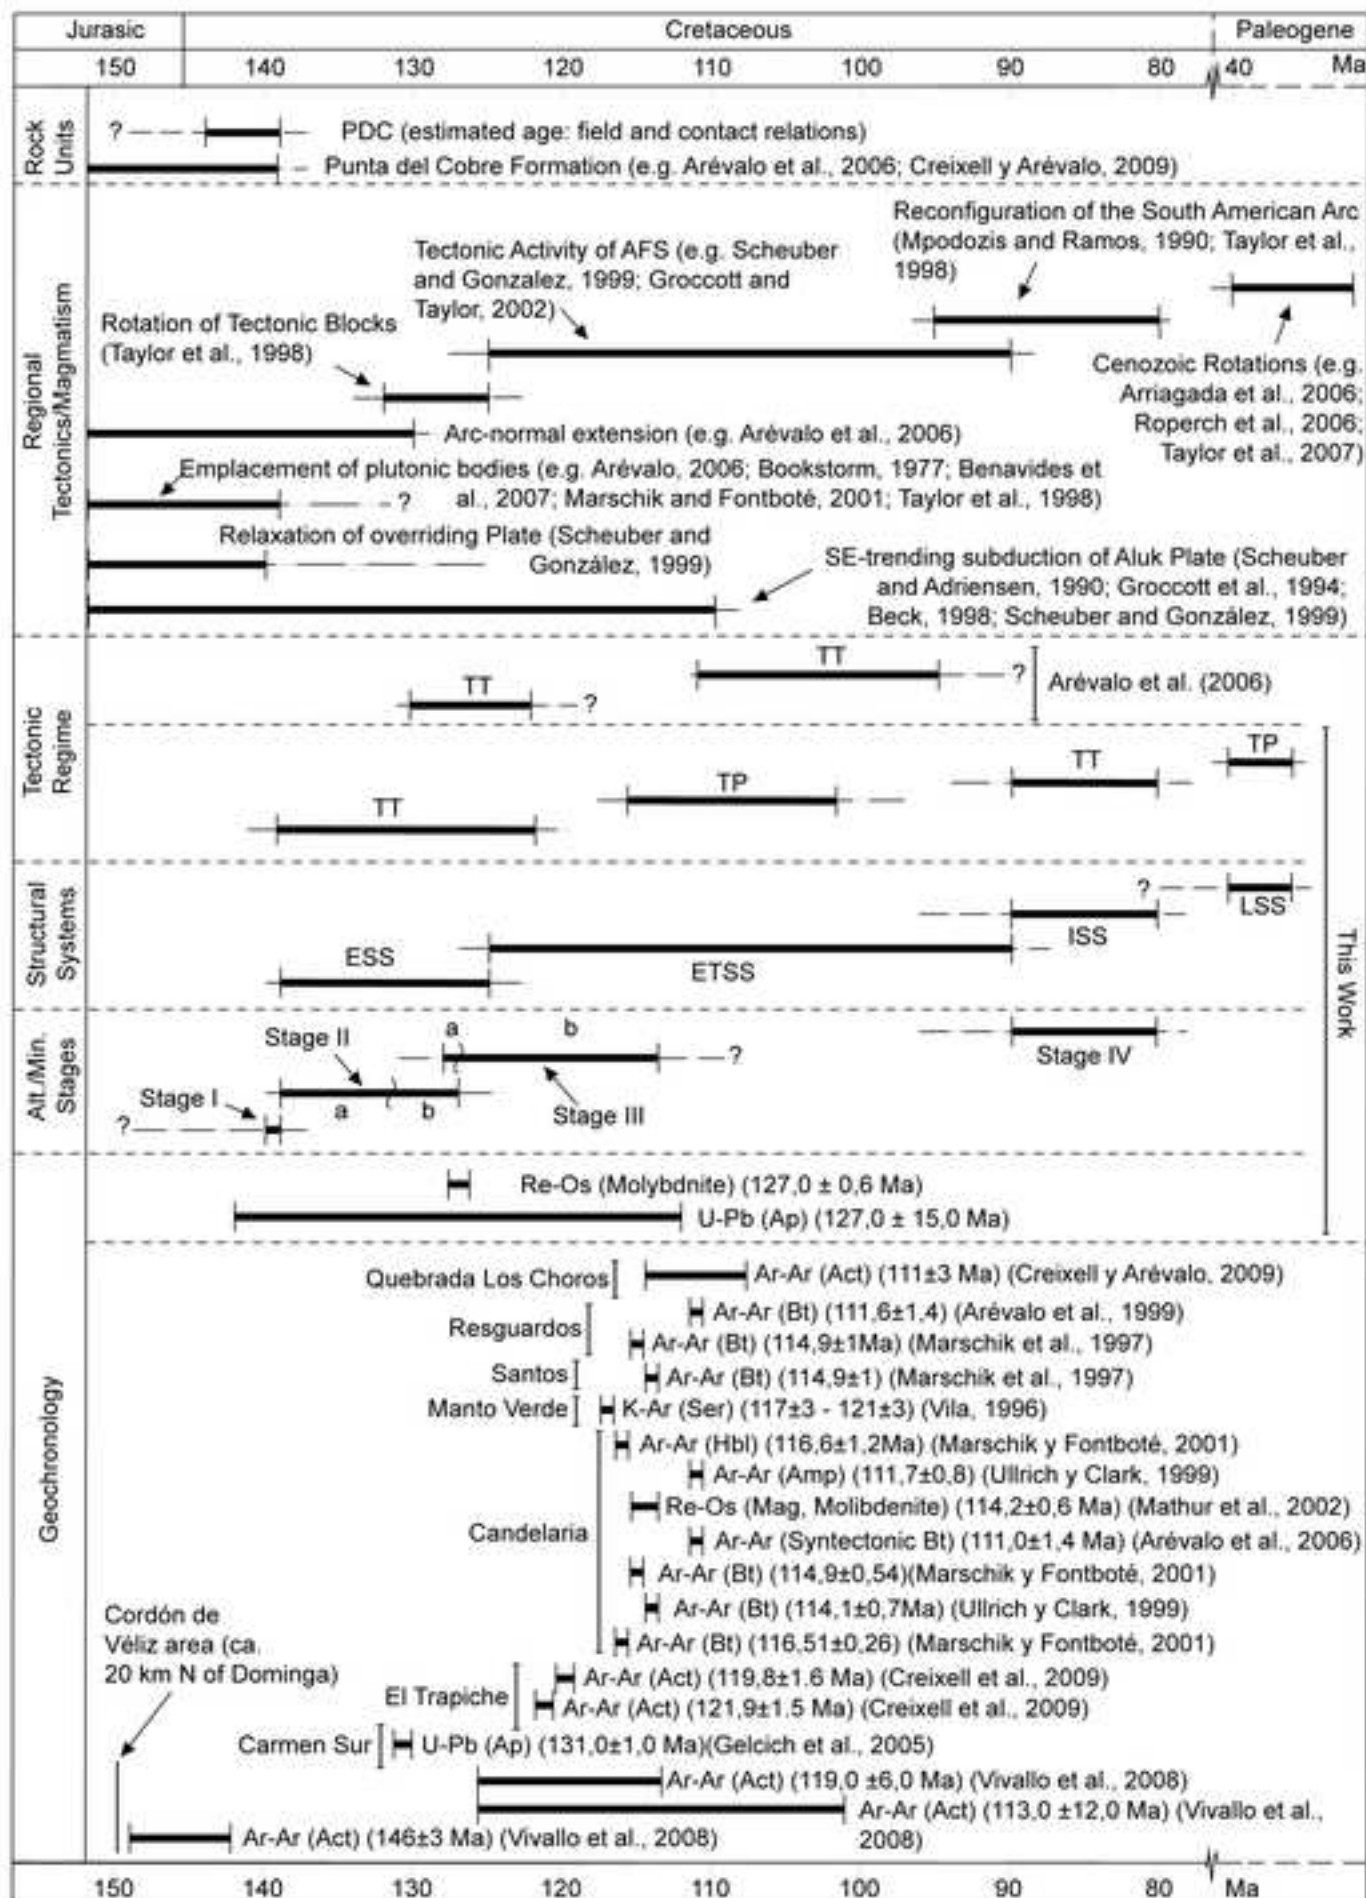 Jurasic Cretaceous Paleogene
150 140 130 120 110 100 90 80 40 Ma
Rock
Units
? PDC (estimated age: field and contact relations)
Punta del Cobre Formation (e.g. Arévalo et al., 2006; Creixell y Arévalo, 2009)
Regional
Tectonics/Magmatism
Reconfiguration of the South American Arc
(Mpodozis and Ramos, 1990; Taylor et al.,
1998)
Tectonic Activity of AFS (e.g. Scheuber
and Gonzalez, 1999; Groccott and
Taylor, 2002)
Rotation of Tectonic Blocks
(Taylor et al., 1998)
Cenozoic Rotations (e.g.
Arriagada et al., 2006;
Roperch et al., 2006;
Taylor et al., 2007)
Arc-normal extension (e.g. Arévalo et al., 2006)
Emplacement of plutonic bodies (e.g. Arévalo, 2006; Bookstorm, 1977; Benavides et
al., 2007; Marschik and Fontboté, 2001; Taylor et al., 1998)
?
Relaxation of overriding Plate (Scheuber and
González, 1999)
SE-trending subduction of Aluk Plate (Scheuber
and Adriensen, 1990; Groccott et al., 1994;
Beck, 1998; Scheuber and González, 1999)
Tectonic
Regime
TT ?
TT ?
Arévalo et al. (2006)
TP
TT
TP
TT
Structural
Systems
? LSS
ISS
ETSS
ESS
This Work
Alt./Min.
Stages
a b
Stage II
? Stage IV
Stage I
a b
Stage III
?
Geochronology
Re-Os (Molybdnite) (127,0 ± 0,6 Ma)
U-Pb (Ap) (127,0 ± 15,0 Ma)
Quebrada Los Choros Ar-Ar (Act) (111±3 Ma) (Creixell y Arévalo, 2009)
Resguardos
Ar-Ar (Bt) (111,6±1,4) (Arévalo et al., 1999)
Ar-Ar (Bt) (114,9±1Ma) (Marschik et al., 1997)
Santos Ar-Ar (Bt) (114,9±1) (Marschik et al., 1997)
Manto Verde K-Ar (Ser) (117±3 - 121±3) (Vila, 1996)
Candelaria
Ar-Ar (Hbl) (116,6±1,2Ma) (Marschik y Fontboté, 2001)
Ar-Ar (Amp) (111,7±0,8) (Ullrich y Clark, 1999)
Re-Os (Mag, Molibdenite) (114,2±0,6 Ma) (Mathur et al., 2002)
Ar-Ar (Syntectonic Bt) (111,0±1,4 Ma) (Arévalo et al., 2006)
Ar-Ar (Bt) (114,9±0,54)(Marschik y Fontboté, 2001)
Ar-Ar (Bt) (114,1±0,7Ma) (Ullrich y Clark, 1999)
Ar-Ar (Bt) (116,51±0,26) (Marschik y Fontboté, 2001)
Cordón de
Véliz area (ca.
20 km N of Dominga)
El Trapiche
Ar-Ar (Act) (119,8±1.6 Ma) (Creixell et al., 2009)
Ar-Ar (Act) (121,9±1.5 Ma) (Creixell et al., 2009)
Carmen Sur U-Pb (Ap) (131,0±1,0 Ma)(Gelcich et al., 2005)
Ar-Ar (Act) (119,0 ±6,0 Ma) (Vivallo et al., 2008)
Ar-Ar (Act) (113,0 ±12,0 Ma) (Vivallo et al.,
2008)
Ar-Ar (Act) (146±3 Ma) (Vivallo et al., 2008)
150 140 130 120 110 100 90 80 Ma